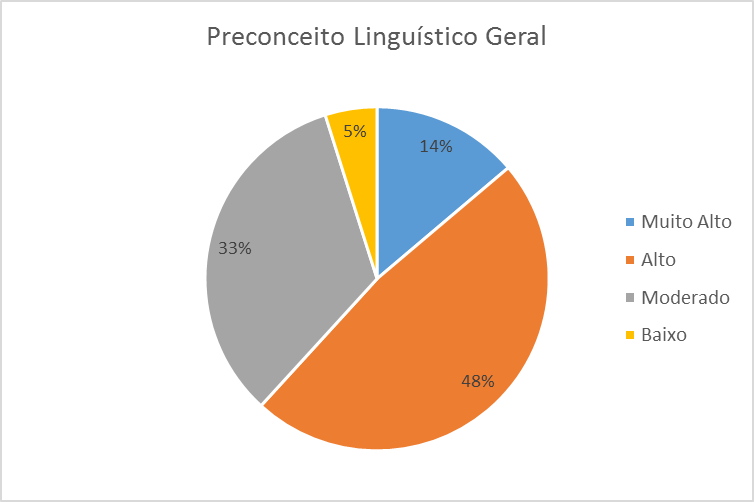 Preconceito Linguístico Geral
5%
14%
33%
48%
Muito Alto
Alto
Moderado
Baixo